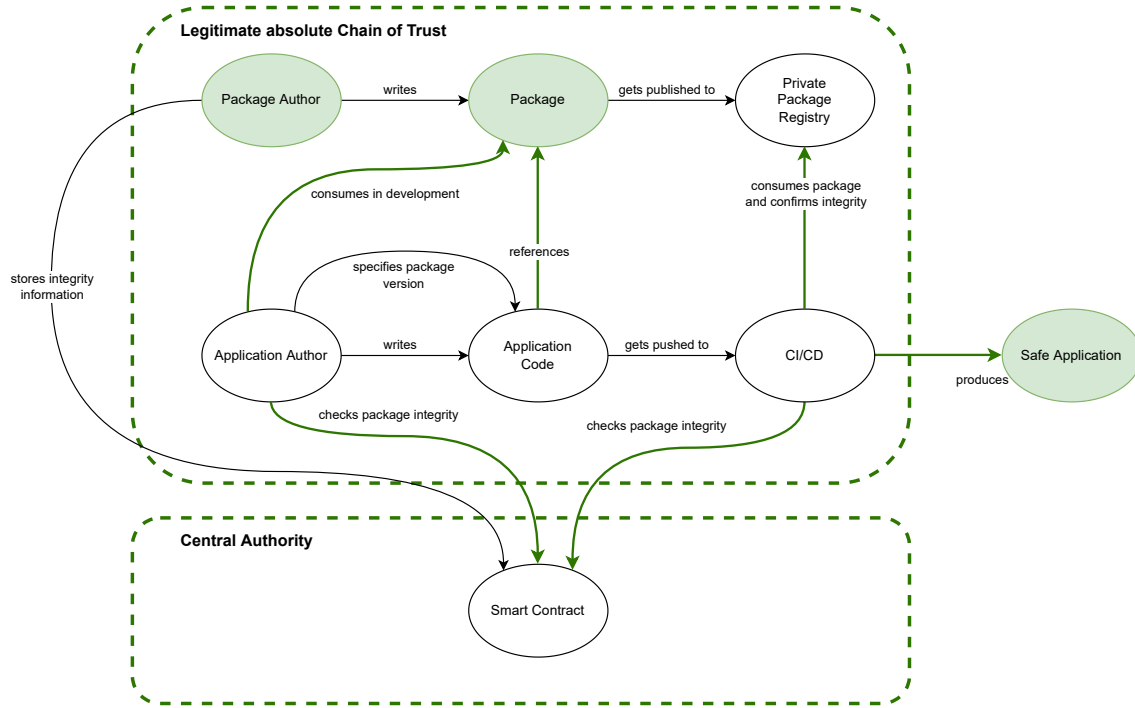 Legitimate absolute Chain of Trust
Package Author
writes
Package
gets published to
Private
Package
Registry
consumes in development
consumes package
and confirms integrity
references
specifies package
version
stores integrity
information
Application Author
writes
Application
Code
gets pushed to
CI/CD
produces
Safe Application
checks package integrity
checks package integrity
Central Authority
Smart Contract